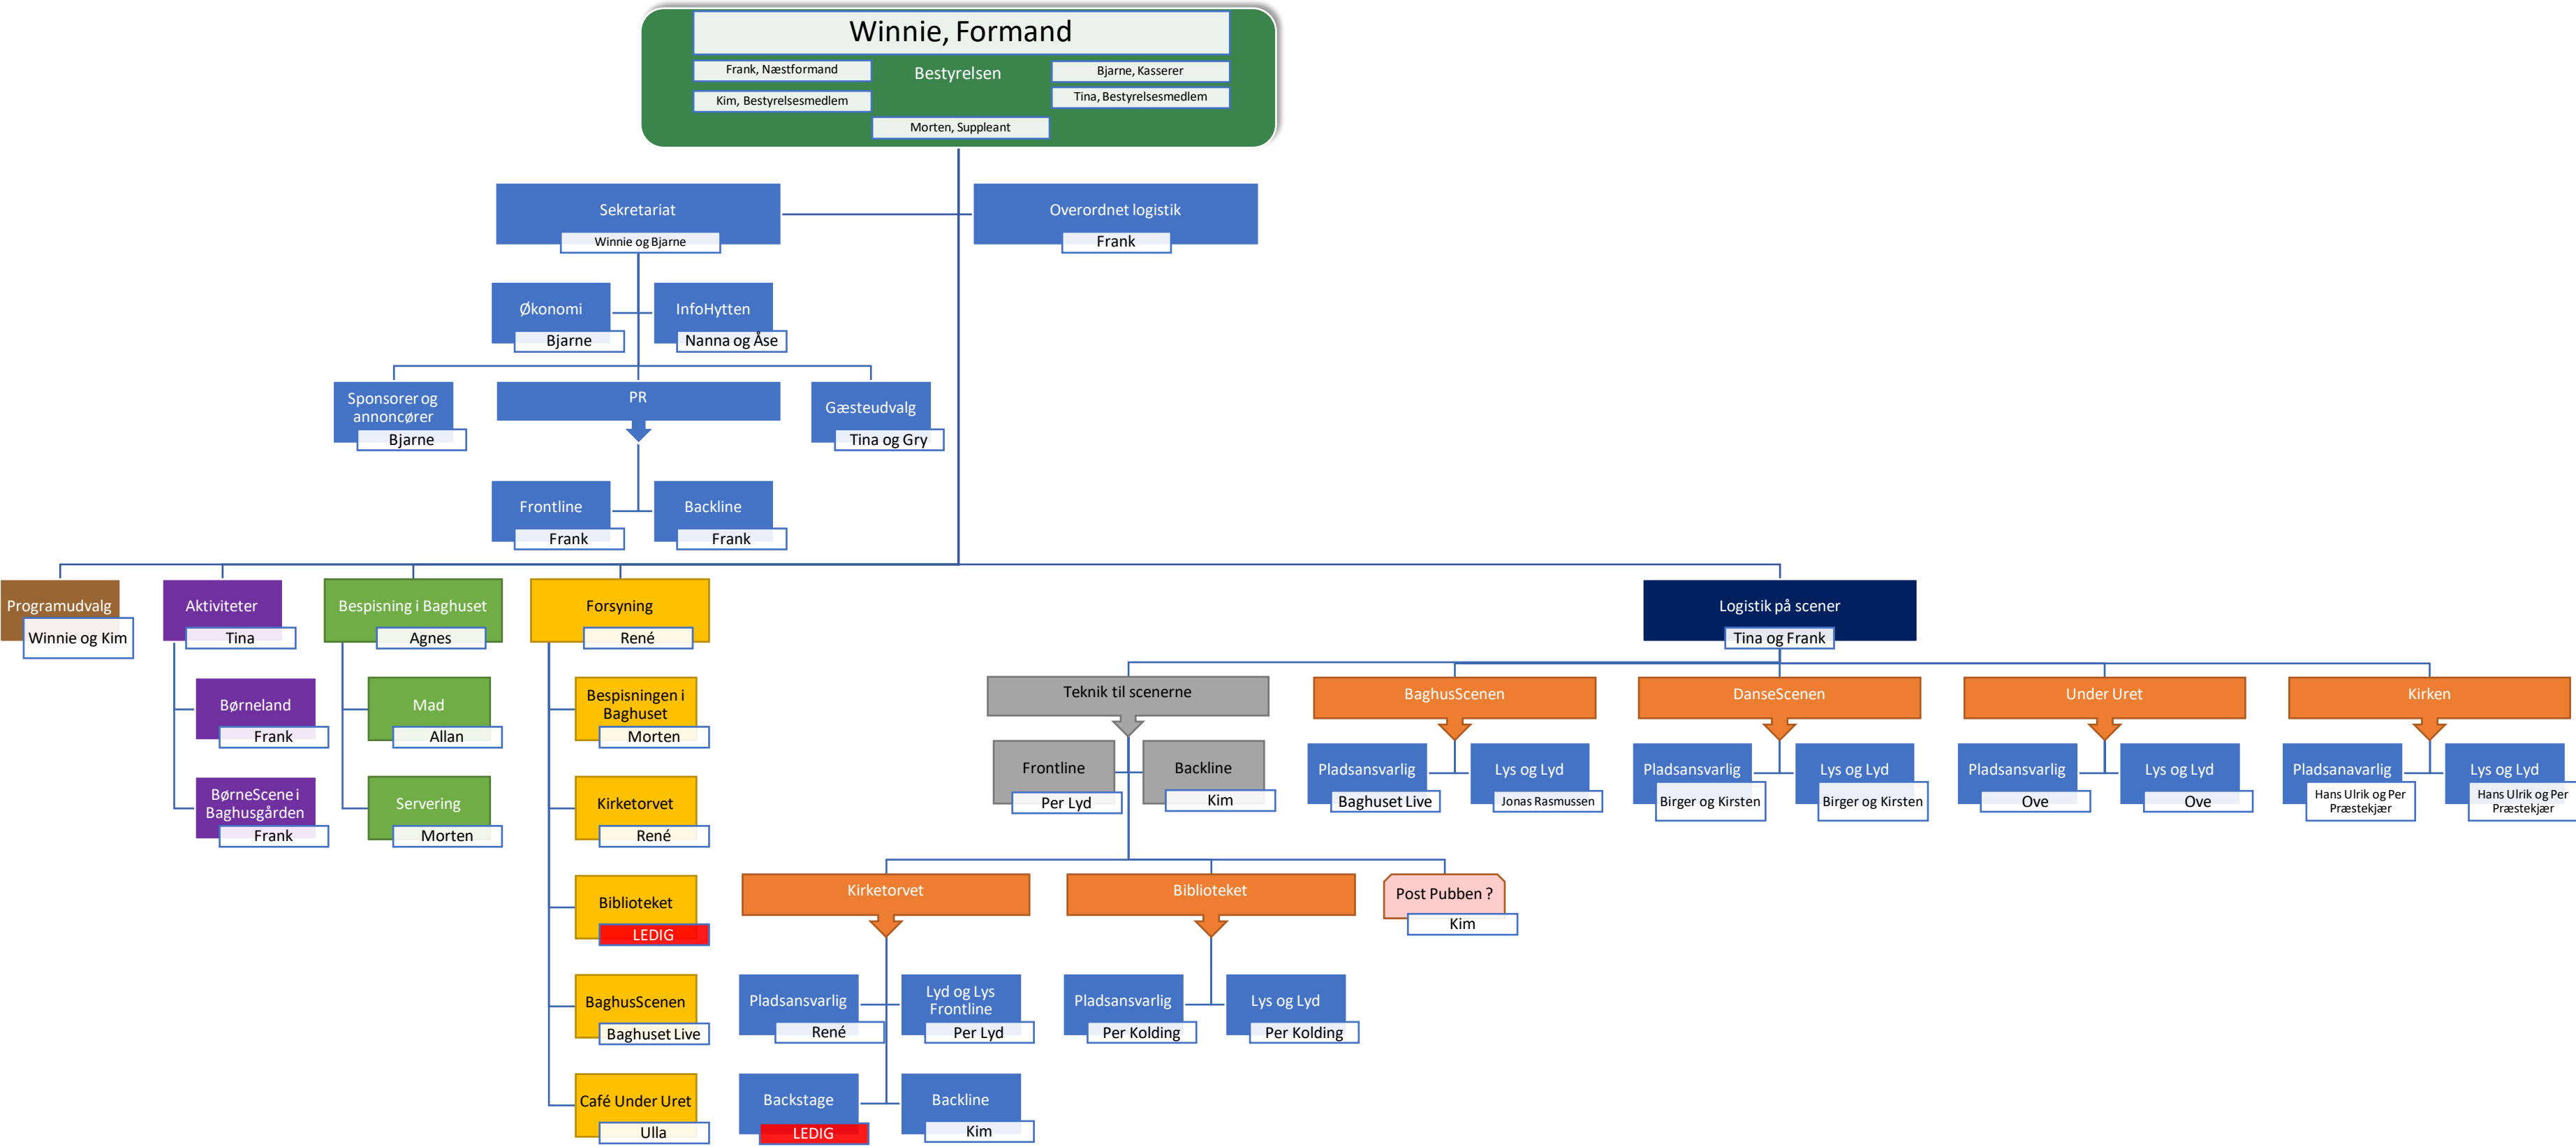 Winnie, Formand
Frank, Næstformand
Bestyrelsen
Bjarne, Kasserer
Kim, Bestyrelsesmedlem
Tina, Bestyrelsesmedlem
Morten, Suppleant
Sekretariat
Winnie og Bjarne
Overordnet logistik
Frank
Økonomi
Bjarne
InfoHytten
Nanna og Åse
Sponsorer og
annoncører
Bjarne
PR
Gæsteudvalg
Tina og Gry
Frontline
Frank
Backline
Frank
Programudvalg
Winnie og Kim
Aktiviteter
Tina
Børneland
Frank
BørneScene i
Baghusgården
Frank
Bespisning i Baghuset
Agnes
Mad
Allan
Servering
Morten
Forsyning
René
Bespisningen i
Baghuset
Morten
Kirketorvet
René
Biblioteket
LEDIG
BaghusScenen
Baghuset Live
Café Under Uret
Ulla
Logistik på scener
Tina og Frank
Teknik til scenerne
Frontline
Per Lyd
Backline
Kim
Kirketorvet
Pladsansvarlig
René
Lyd og Lys
Frontline
Per Lyd
Backstage
LEDIG
Backline
Kim
Biblioteket
Pladsansvarlig
Per Kolding
Lys og Lyd
Per Kolding
Post Pubben ?
Kim
BaghusScenen
Pladsansvarlig
Baghuset Live
Lys og Lyd
Jonas Rasmussen
DanseScenen
Pladsansvarlig
Birger og Kirsten
Lys og Lyd
Birger og Kirsten
Under Uret
Pladsansvarlig
Ove
Lys og Lyd
Ove
Kirken
Pladsanavarlig
Hans Ulrik og Per
Præstekjær
Lys og Lyd
Hans Ulrik og Per
Præstekjær